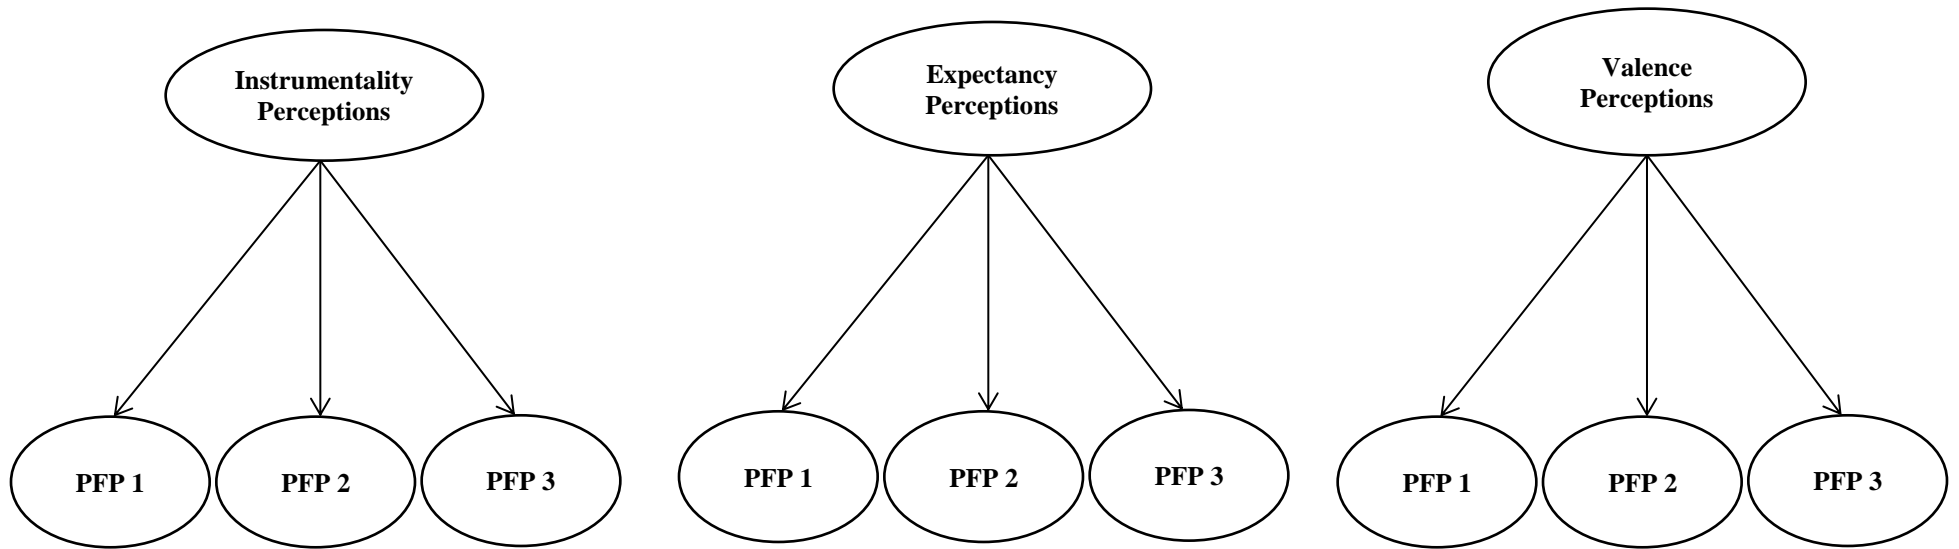 Instrumentality
Perceptions
Expectancy
Perceptions
Valence
Perceptions
PFP 1
PFP 2
PFP 3
PFP 1
PFP 2
PFP 3
PFP 1
PFP 2
PFP 3